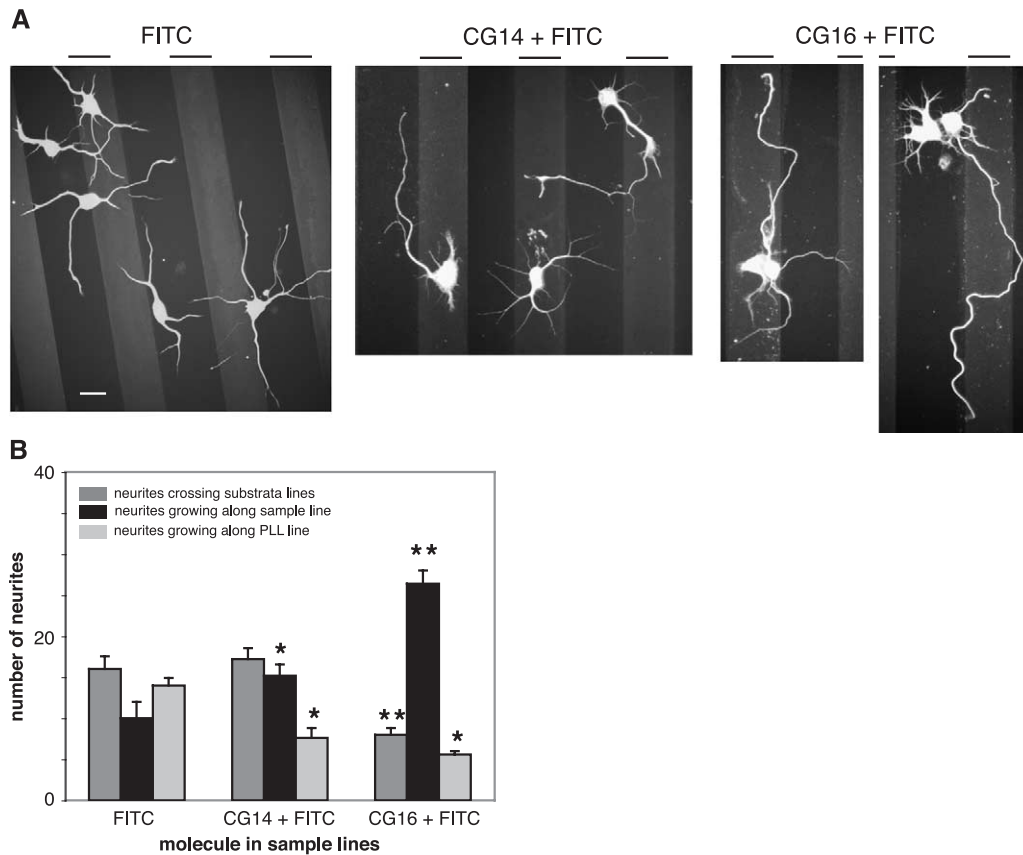 A
FITC
CG14 + FITC
CG16 + FITC
B
40
20
0
number of neurites
neurites crossing substrata lines
neurites growing along sample line
neurites growing along PLL line
*
*
**
**
*
FITC
CG14 + FITC
CG16 + FITC
molecule in sample lines